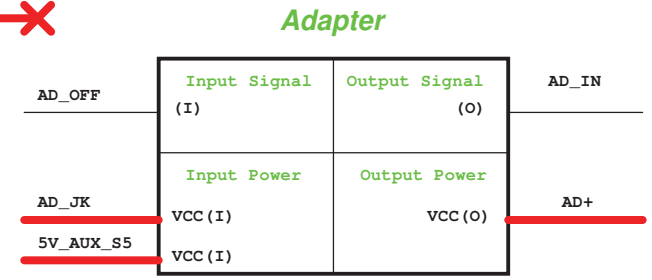 Adapter
Input Signal Output Signal
AD_OFF (I) (O) AD_IN
Input Power Output Power
AD_JK VCC(I) VCC(O) AD+
5V_AUX_S5 VCC(I)